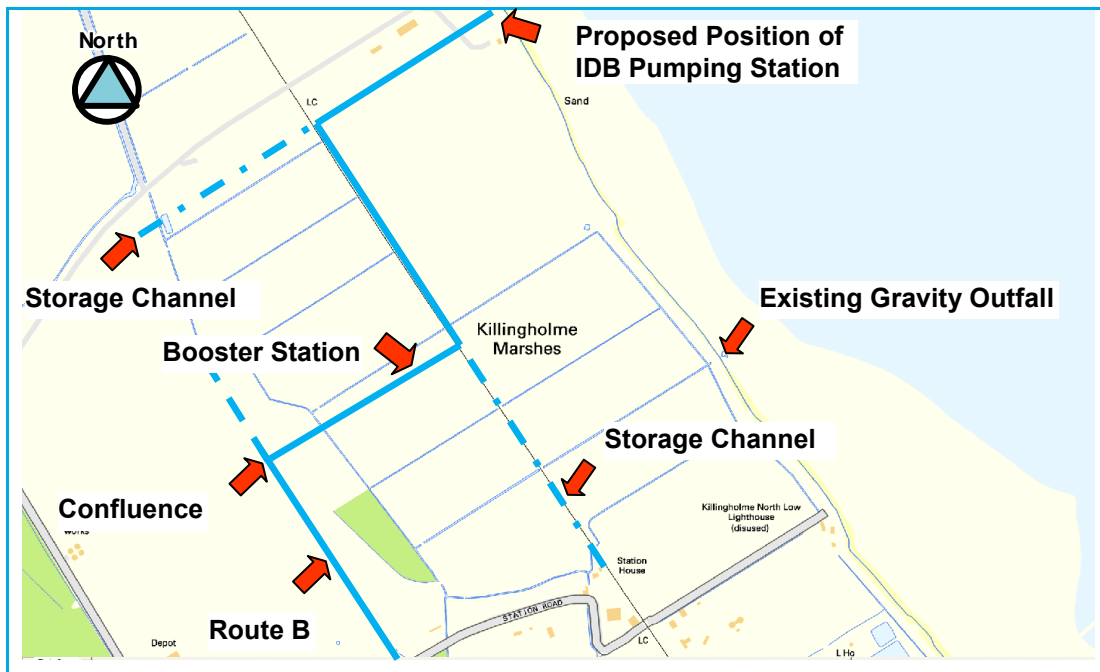 North
Proposed Position of
IDB Pumping Station
LC
Sand
Storage Channel
Existing Gravity Outfall
Booster Station
Killingholme
Marshes
Storage Channel
Confluence
Killingholme North Low
Lighthouse
(disused)
Works
Station
House
Route B
STATION ROAD
Depot
LC
L Ho